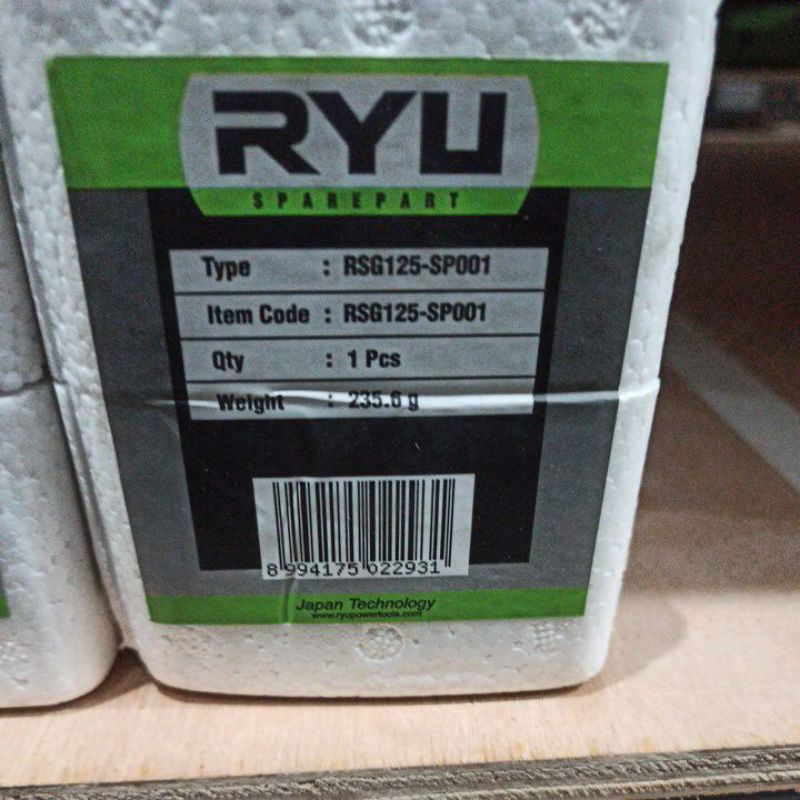 RYU
SPAREPART
Type : RSG125-SP001
Item Code : RSG125-SP001
Qty : 1 Pcs
Weight : 235.6 g
8 994175 022931
Japan Technology
www.ryupowertools.com